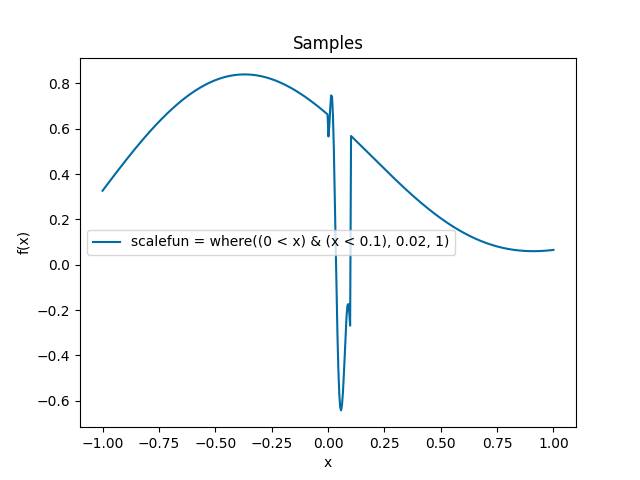 Samples
f(x)
0.8
0.6
0.4
0.2
0.0
−0.2
−0.4
−0.6
scalefun = where((0 < x) & (x < 0.1), 0.02, 1)
−1.00 −0.75 −0.50 −0.25 0.00 0.25 0.50 0.75 1.00
x